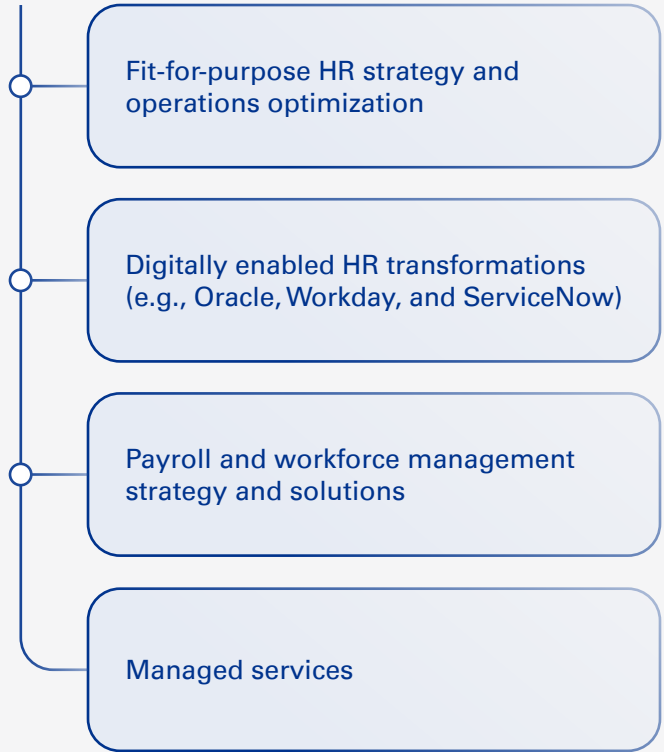 Fit-for-purpose HR strategy and
operations optimization
Digitally enabled HR transformations
(e.g., Oracle, Workday, and ServiceNow)
Payroll and workforce management
strategy and solutions
Managed services